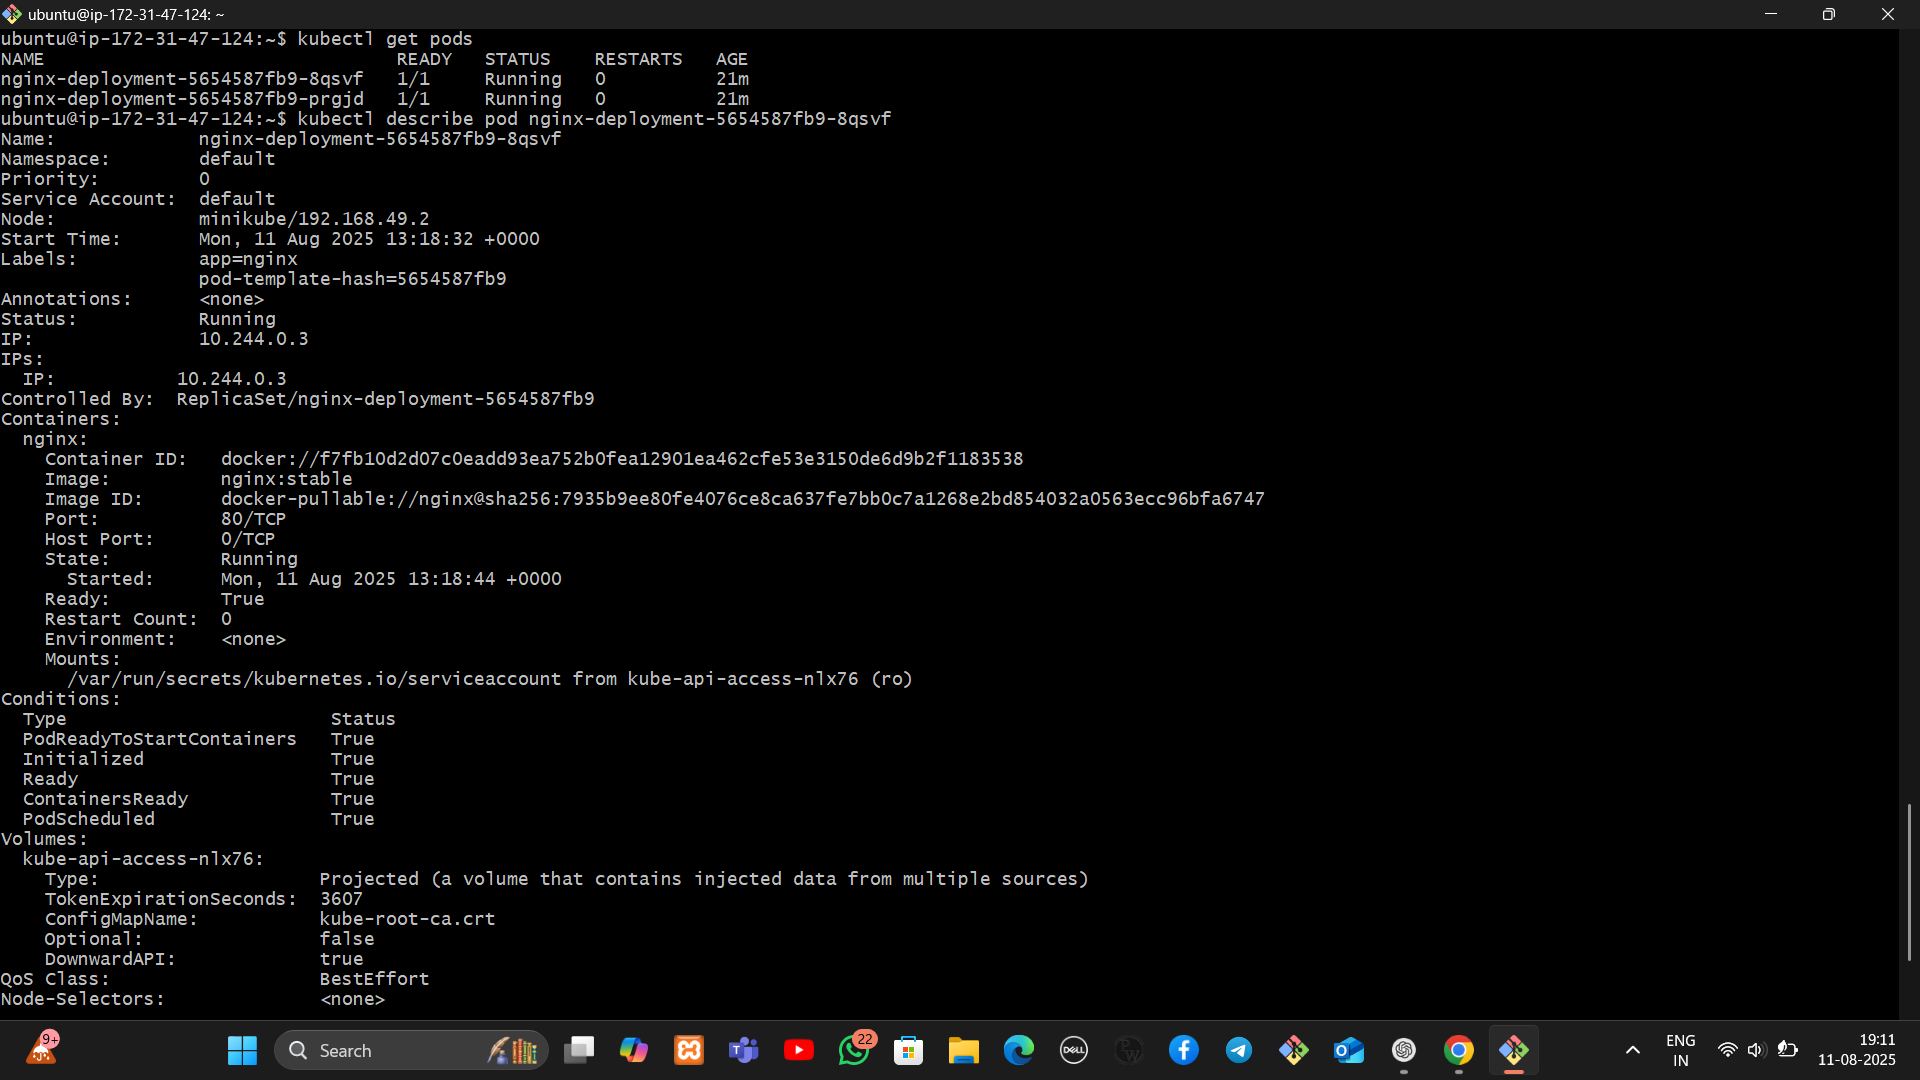 ubuntu@ip-172-31-47-124: ~
ubuntu@ip-172-31-47-124:~$ kubectl get pods
NAME                                READY   STATUS    RESTARTS   AGE
nginx-deployment-5654587fb9-8qsvf   1/1     Running   0          21m
nginx-deployment-5654587fb9-prgjd   1/1     Running   0          21m
ubuntu@ip-172-31-47-124:~$ kubectl describe pod nginx-deployment-5654587fb9-8qsvf
Name:             nginx-deployment-5654587fb9-8qsvf
Namespace:        default
Priority:         0
Service Account:  default
Node:             minikube/192.168.49.2
Start Time:       Mon, 11 Aug 2025 13:18:32 +0000
Labels:           app=nginx
                  pod-template-hash=5654587fb9
Annotations:      <none>
Status:           Running
IP:               10.244.0.3
IPs:
  IP:           10.244.0.3
Controlled By:  ReplicaSet/nginx-deployment-5654587fb9
Containers:
  nginx:
    Container ID:   docker://f7fb10d2d07c0eadd93ea752b0fea12901ea462cfe53e3150de6d9b2f1183538
    Image:          nginx:stable
    Image ID:       docker-pullable://nginx@sha256:7935b9ee80fe4076ce8ca637fe7bb0c7a1268e2bd854032a0563ecc96bfa6747
    Port:           80/TCP
    Host Port:      0/TCP
    State:          Running
      Started:      Mon, 11 Aug 2025 13:18:44 +0000
    Ready:          True
    Restart Count:  0
    Environment:    <none>
    Mounts:
      /var/run/secrets/kubernetes.io/serviceaccount from kube-api-access-nlx76 (ro)
Conditions:
  Type                        Status
  PodReadyToStartContainers   True
  Initialized                 True
  Ready                       True
  ContainersReady             True
  PodScheduled                True
Volumes:
  kube-api-access-nlx76:
    Type:                    Projected (a volume that contains injected data from multiple sources)
    TokenExpirationSeconds:  3607
    ConfigMapName:           kube-root-ca.crt
    Optional:                false
    DownwardAPI:             true
QoS Class:                   BestEffort
Node-Selectors:              <none>
9+
Search
22
DELL
ENG
IN
19:11
11-08-2025